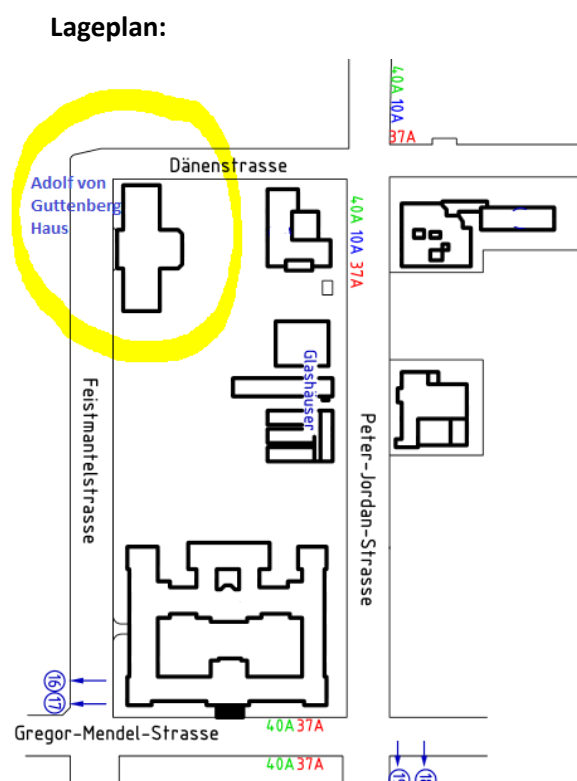 Lageplan:
40A
10A
37A
Dänenstrasse
Adolf von
Guttenberg
Haus
40A
10A
37A
Glashäuser
Feistmantelstrasse
Peter-Jordan-Strasse
16
17
Gregor-Mendel-Strasse
40A 37A
40A 37A
18